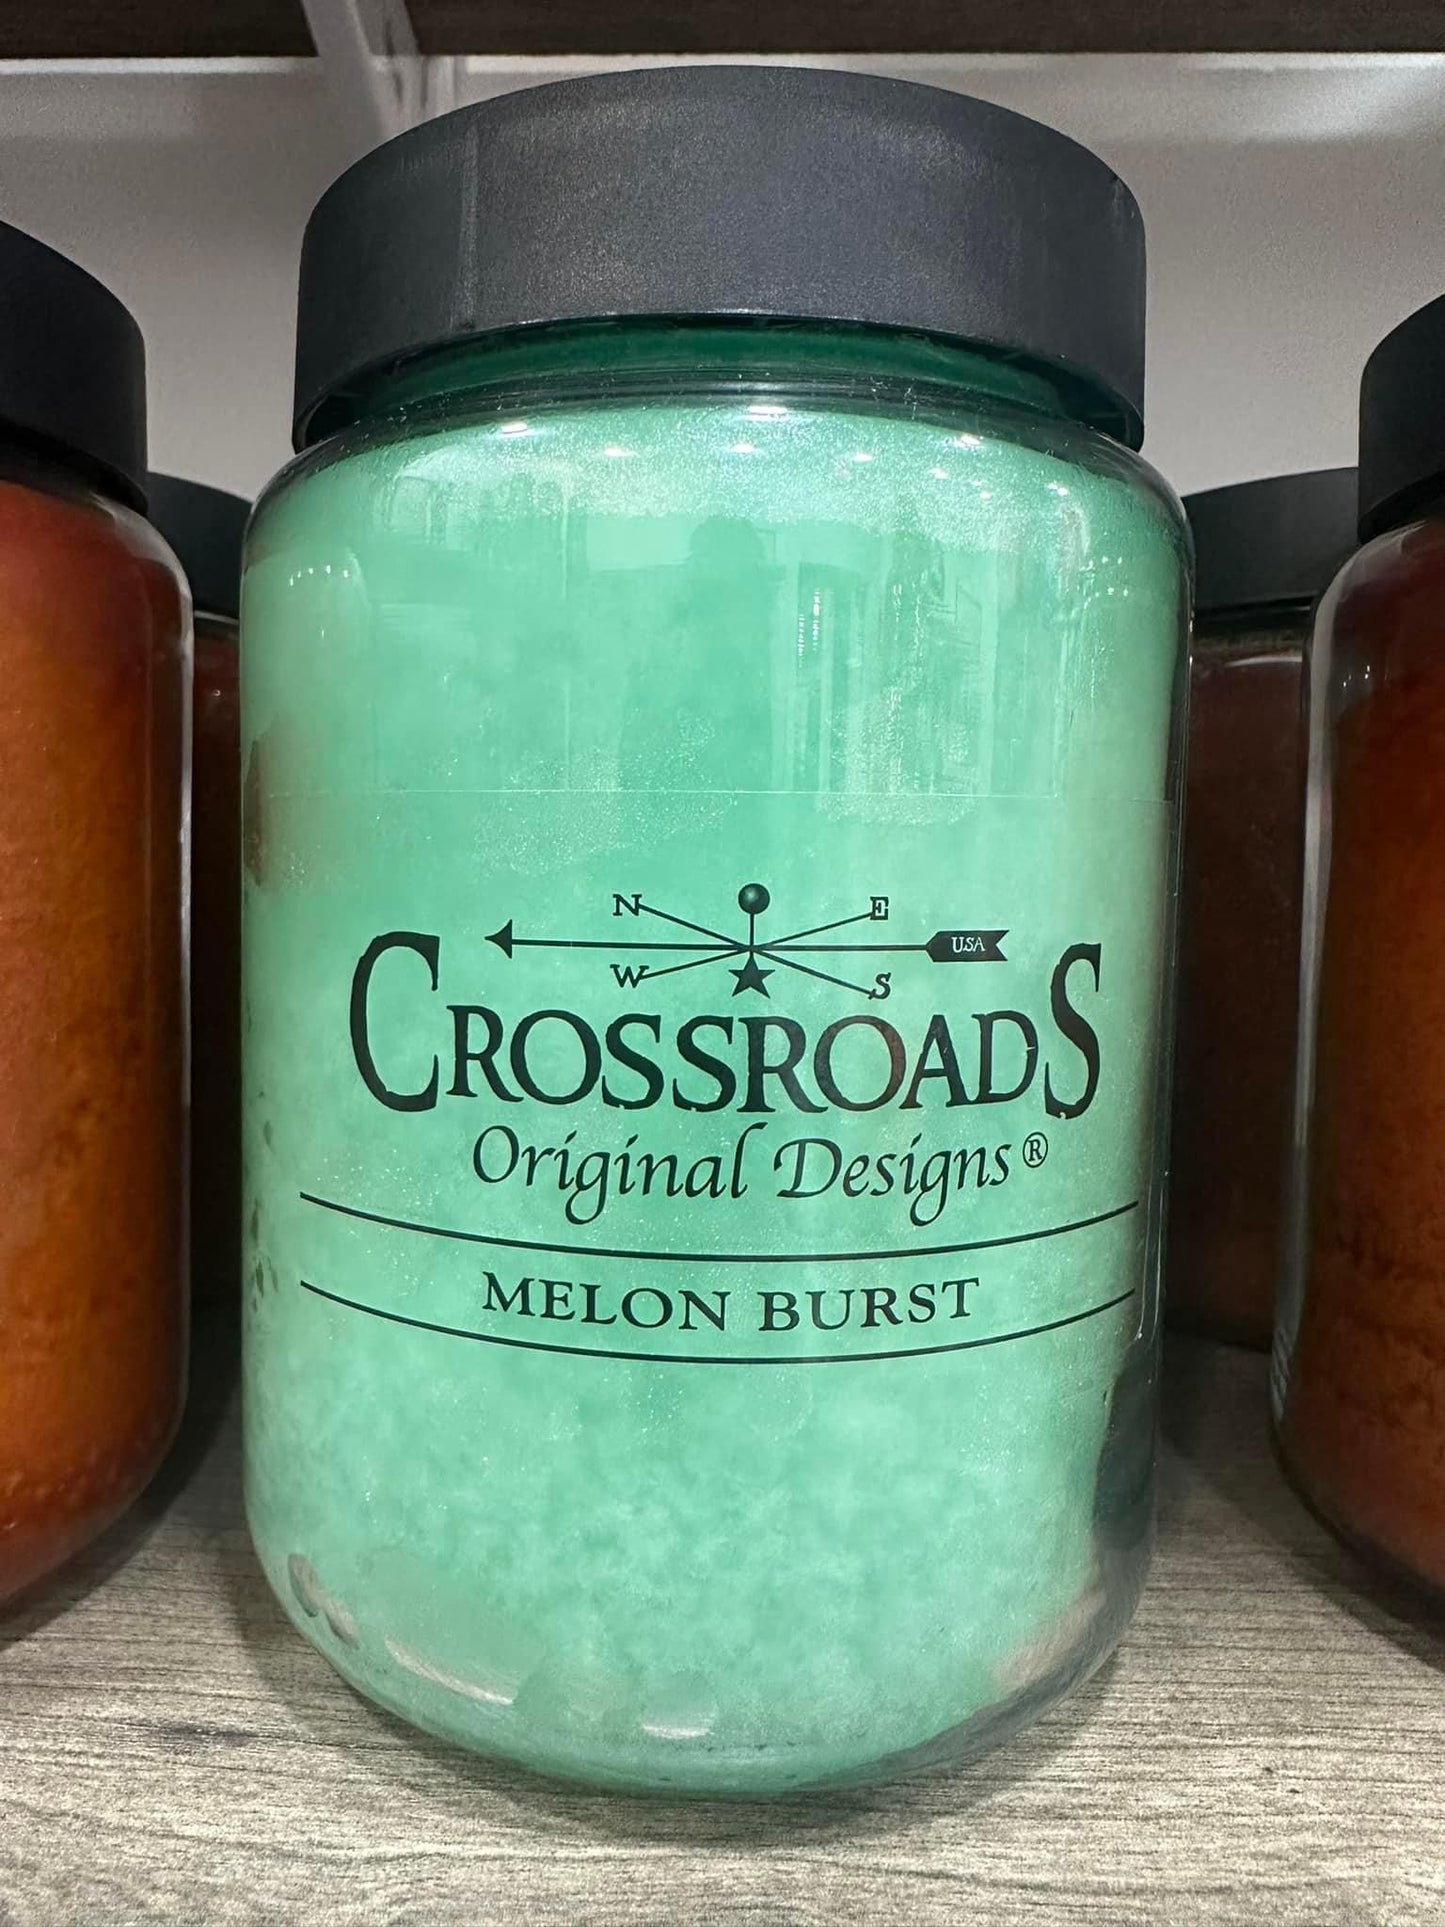 N E
USA
W S
CROSSROADS
Original Designs®
MELON BURST